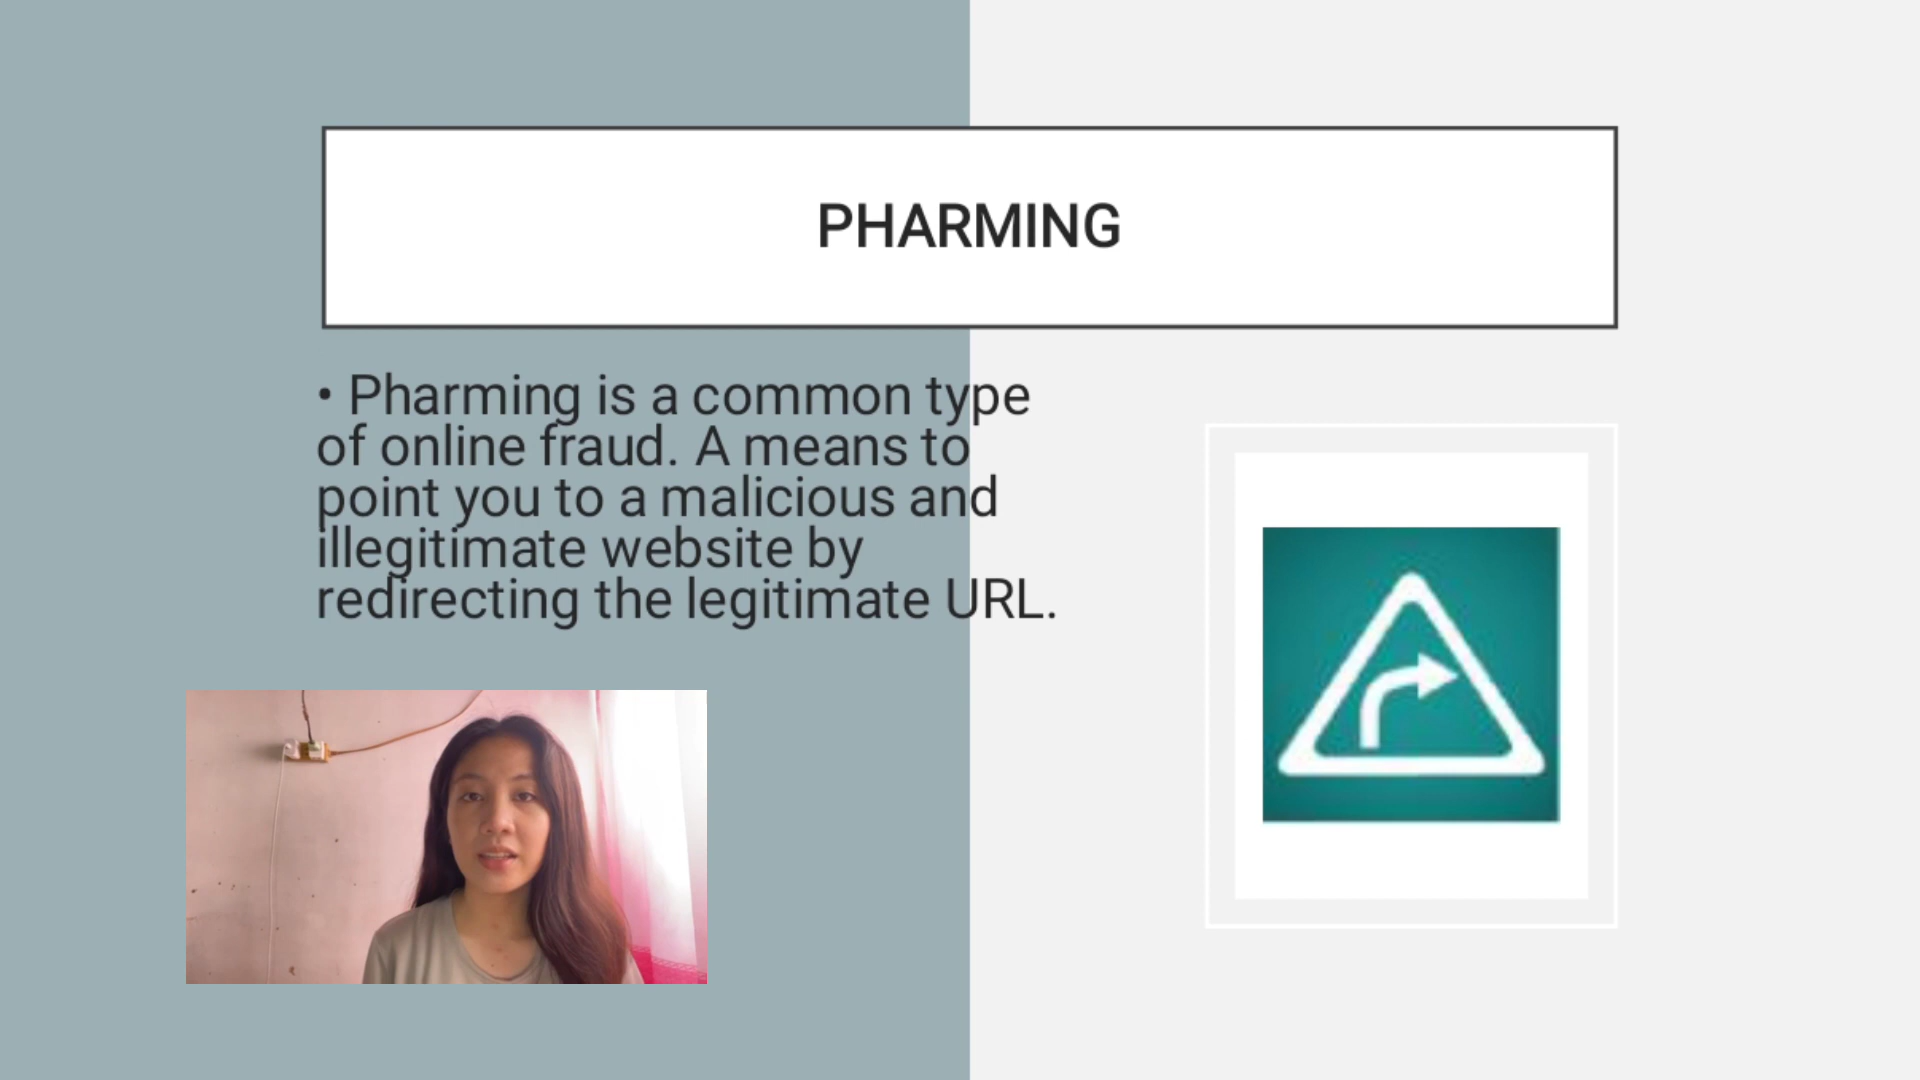 PHARMING
• Pharming is a common type
of online fraud. A means to
point you to a malicious and
illegitimate website by
redirecting the legitimate URL.